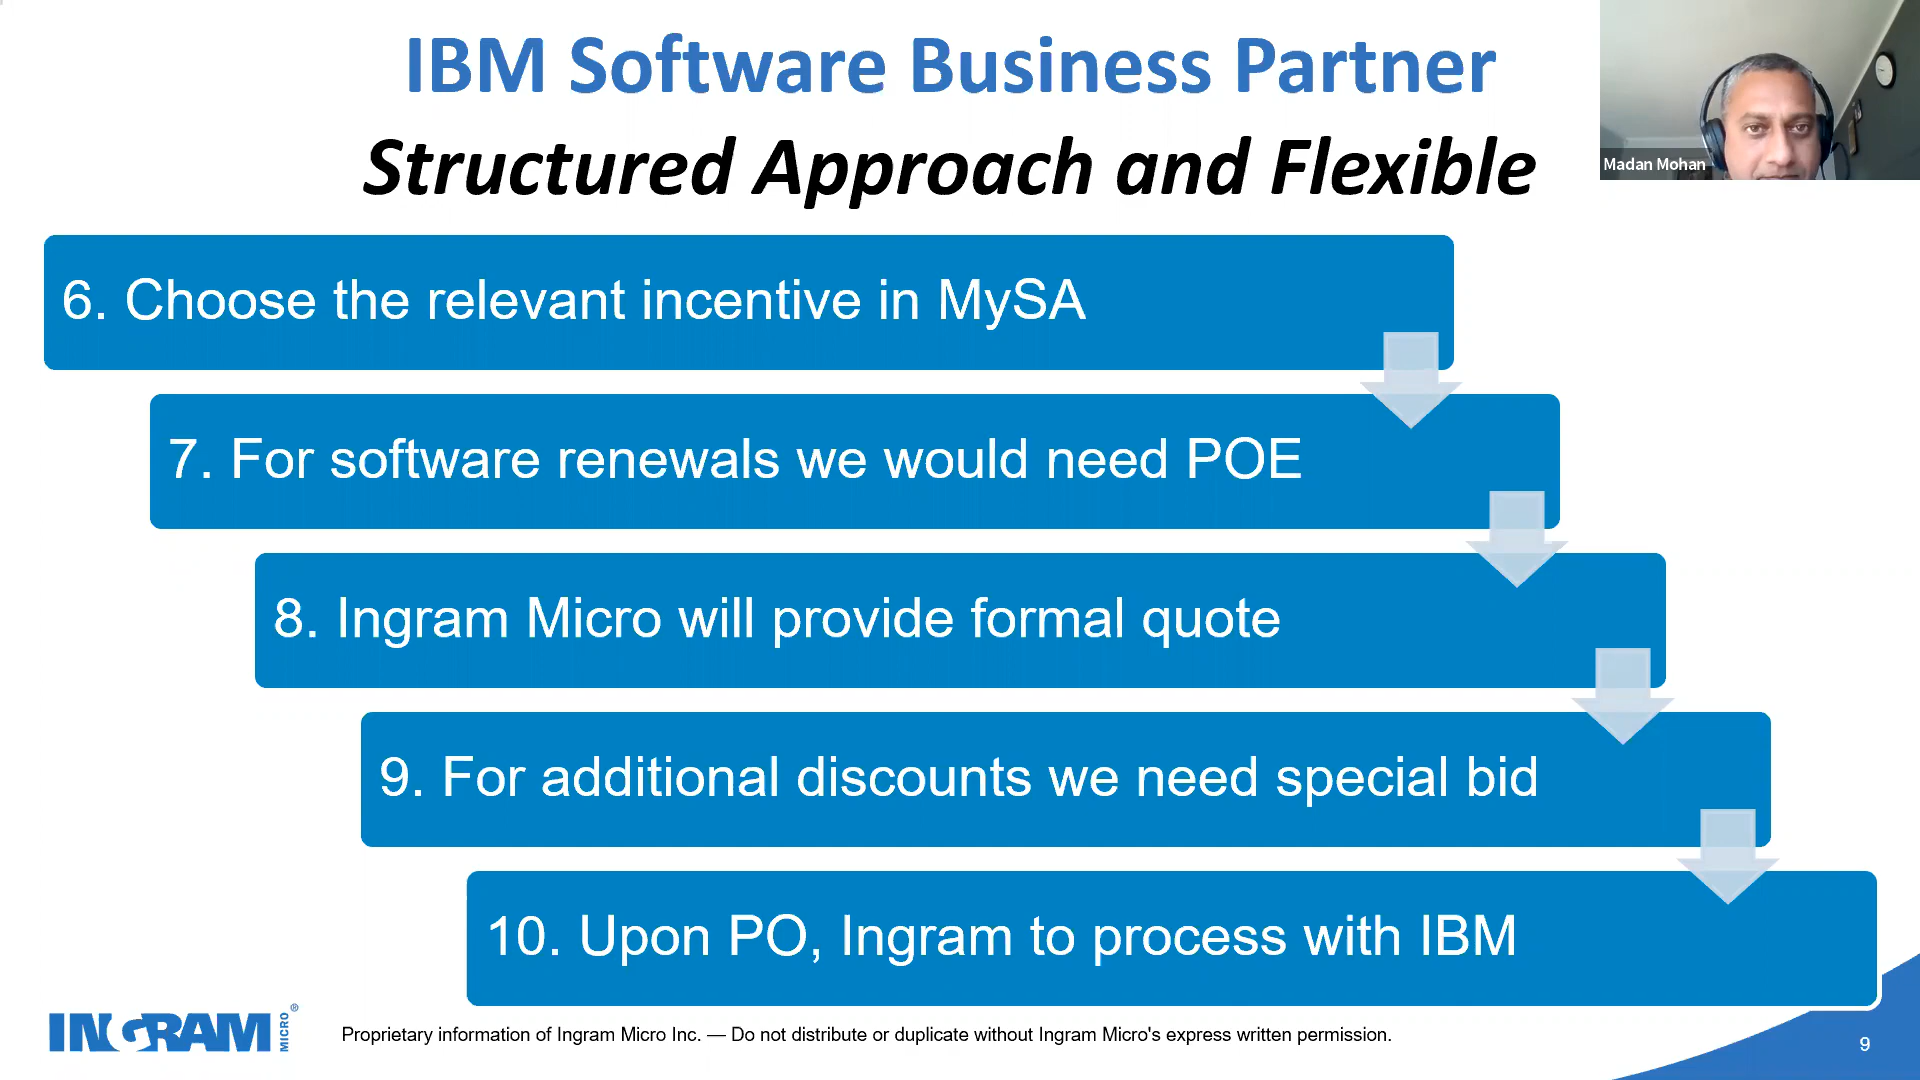 IBM Software Business Partner
Structured Approach and Flexible
Madan Mohan
6. Choose the relevant incentive in MySA
7. For software renewals we would need POE
8. Ingram Micro will provide formal quote
9. For additional discounts we need special bid
10. Upon PO, Ingram to process with IBM
INGRAM MICRO®
Proprietary information of Ingram Micro Inc. — Do not distribute or duplicate without Ingram Micro's express written permission.
9